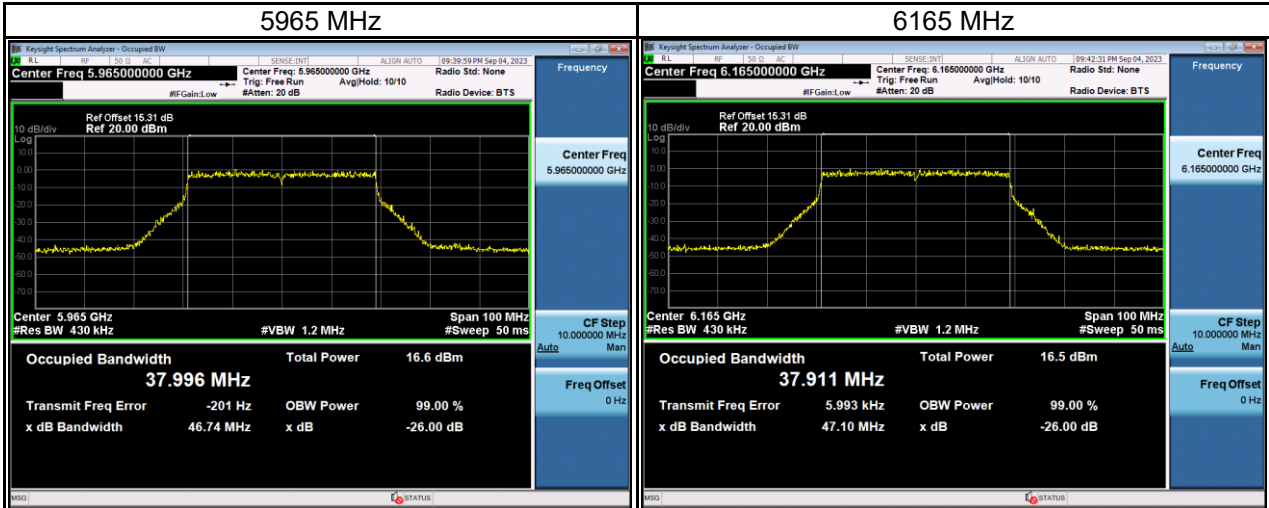 5965 MHz
Keysight Spectrum Analyzer - Occupied BW
RL RF 50 Ω AC SENSE:INT ALIGN AUTO 09:39:59 PM Sep 04, 2023
Center Freq 5.965000000 GHz
Center Freq: 5.965000000 GHz Radio Std: None
Trig: Free Run Avg|Hold: 10/10
#IFGain:Low #Atten: 20 dB Radio Device: BTS
Ref Offset 15.31 dB
10 dB/div Ref 20.00 dBm
Log
10.0
0.00
-10.0
-20.0
-30.0
-40.0
-50.0
-60.0
-70.0
Center 5.965 GHz Span 100 MHz
#Res BW 430 kHz #VBW 1.2 MHz #Sweep 50 ms
Occupied Bandwidth Total Power 16.6 dBm
37.996 MHz
Transmit Freq Error -201 Hz OBW Power 99.00 %
x dB Bandwidth 46.74 MHz x dB -26.00 dB
MSG STATUS
Frequency
Center Freq
5.965000000 GHz
CF Step
10.000000 MHz
Auto Man
Freq Offset
0 Hz
6165 MHz
Keysight Spectrum Analyzer - Occupied BW
RL RF 50 Ω AC SENSE:INT ALIGN AUTO 09:42:31 PM Sep 04, 2023
Center Freq 6.165000000 GHz
Center Freq: 6.165000000 GHz Radio Std: None
Trig: Free Run Avg|Hold: 10/10
#IFGain:Low #Atten: 20 dB Radio Device: BTS
Ref Offset 15.31 dB
10 dB/div Ref 20.00 dBm
Log
10.0
0.00
-10.0
-20.0
-30.0
-40.0
-50.0
-60.0
-70.0
Center 6.165 GHz Span 100 MHz
#Res BW 430 kHz #VBW 1.2 MHz #Sweep 50 ms
Occupied Bandwidth Total Power 16.5 dBm
37.911 MHz
Transmit Freq Error 5.993 kHz OBW Power 99.00 %
x dB Bandwidth 47.10 MHz x dB -26.00 dB
MSG STATUS
Frequency
Center Freq
6.165000000 GHz
CF Step
10.000000 MHz
Auto Man
Freq Offset
0 Hz